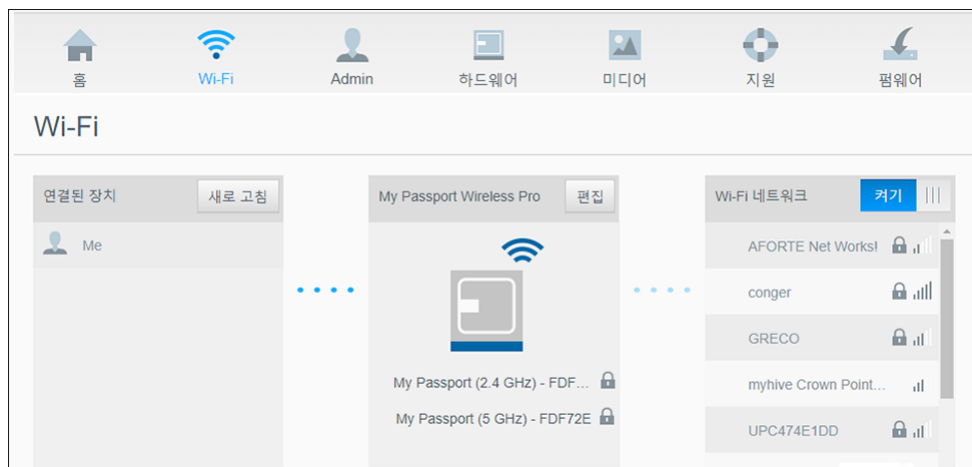 홈
Wi-Fi
Admin
하드웨어
미디어
지원
펌웨어
Wi-Fi
연결된 장치
새로 고침
Me
My Passport Wireless Pro
편집
My Passport (2.4 GHz) - FDF...
My Passport (5 GHz) - FDF72E
Wi-Fi 네트워크
켜기
AFORTE Net Works!
conger
GRECO
myhive Crown Point...
UPC474E1DD